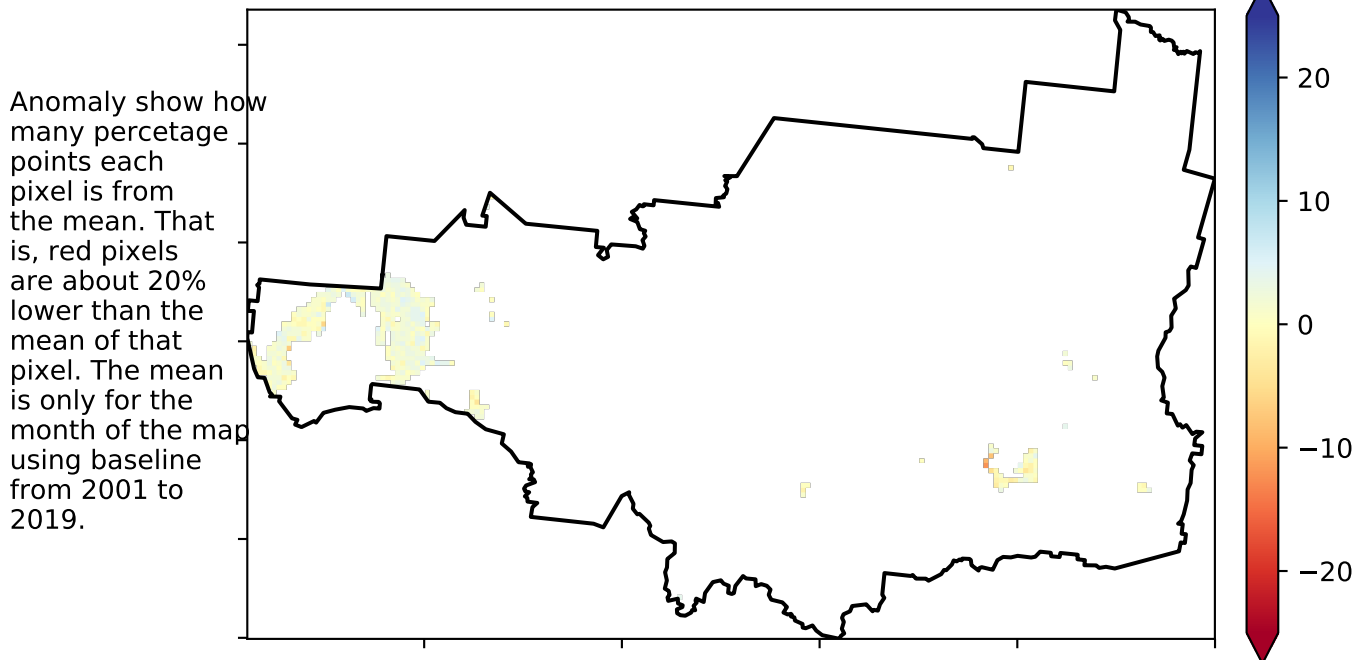 Anomaly show how
many percetage
points each
pixel is from
the mean. That
is, red pixels
are about 20%
lower than the
mean of that
pixel. The mean
is only for the
month of the map
using baseline
from 2001 to
2019.
20
10
0
−10
−20